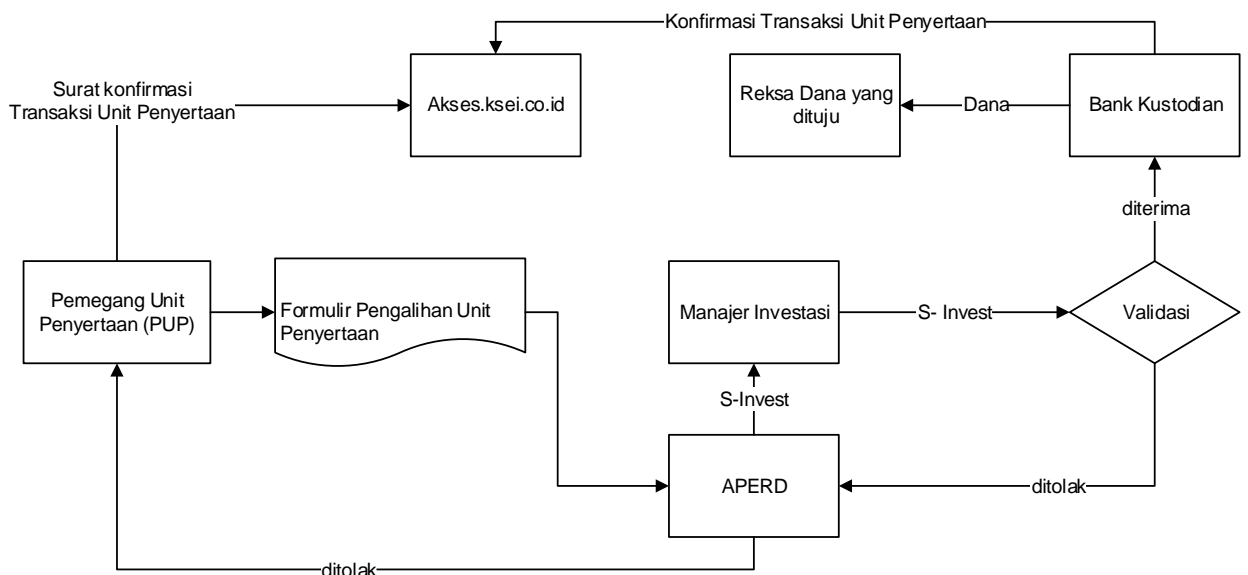 Konfirmasi Transaksi Unit Penyertaan
Surat konfirmasi
Transaksi Unit Penyertaan
Akses.ksei.co.id
Reksa Dana yang
dituju
Dana
Bank Kustodian
diterima
Pemegang Unit
Penyertaan (PUP)
Formulir Pengalihan Unit
Penyertaan
Manajer Investasi
S- Invest
Validasi
S-Invest
APERD
ditolak
ditolak